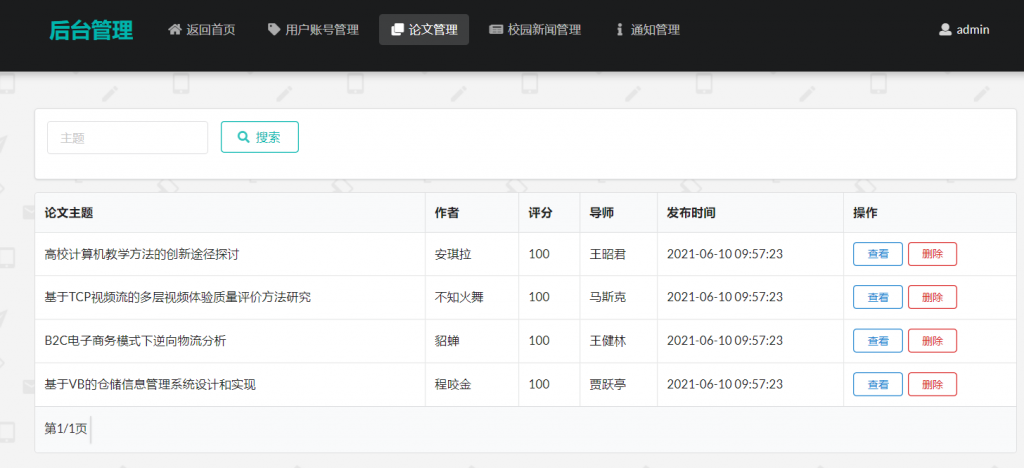 后台管理 返回首页 用户账号管理 论文管理 校园新闻管理 通知管理 admin
主题 搜索
论文主题 作者 评分 导师 发布时间 操作
高校计算机教学方法的创新途径探讨 安琪拉 100 王昭君 2021-06-10 09:57:23 查看 删除
基于TCP视频流的多层视频体验质量评价方法研究 不知火舞 100 马斯克 2021-06-10 09:57:23 查看 删除
B2C电子商务模式下逆向物流分析 貂蝉 100 王健林 2021-06-10 09:57:23 查看 删除
基于VB的仓储信息管理系统设计和实现 程咬金 100 贾跃亭 2021-06-10 09:57:23 查看 删除
第1/1页